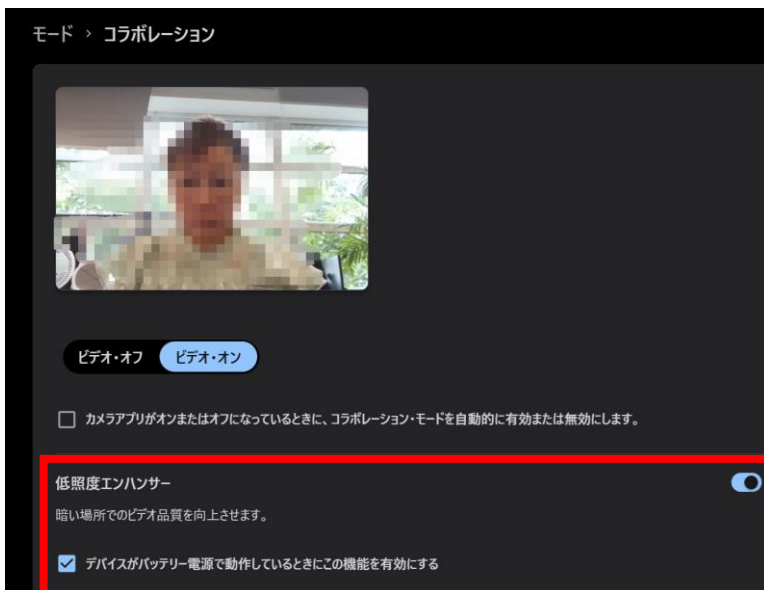 モード > コラボレーション
ビデオ・オフ ビデオ・オン
カメラアプリがオンまたはオフになっているときに、コラボレーション・モードを自動的に有効または無効にします。
低照度エンハンサー
暗い場所でのビデオ品質を向上させます。
デバイスがバッテリー電源で動作しているときにこの機能を有効にする